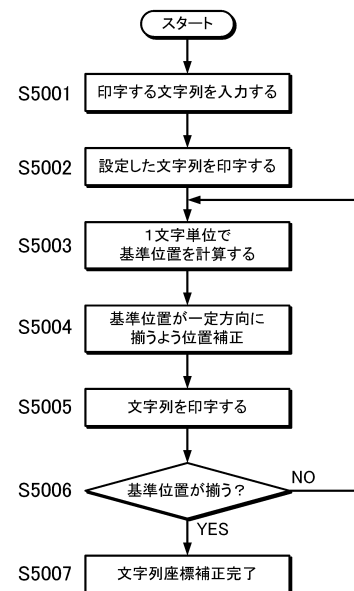 スタート
S5001
印字する文字列を入力する
S5002
設定した文字列を印字する
S5003
1文字単位で
基準位置を計算する
S5004
基準位置が一定方向に
揃うよう位置補正
S5005
文字列を印字する
S5006
基準位置が揃う?
NO
YES
S5007
文字列座標補正完了